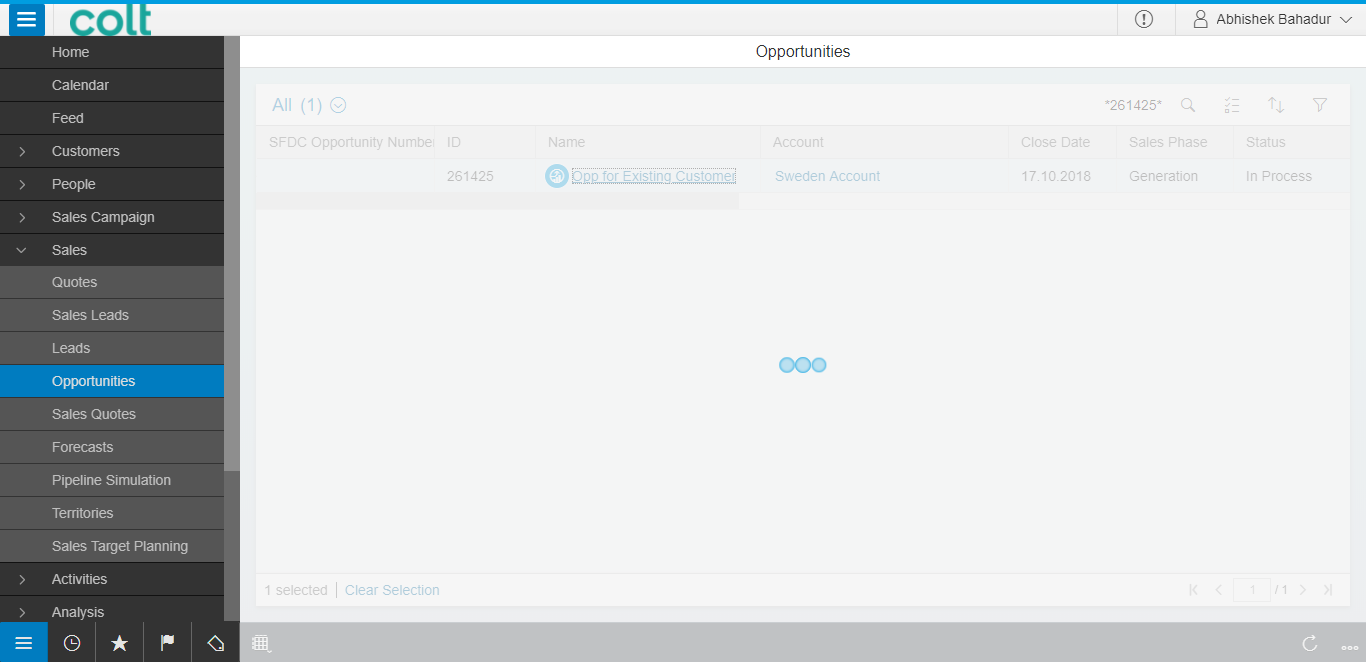 colt
Abhishek Bahadur
Home
Calendar
Feed
Customers
People
Sales Campaign
Sales
Quotes
Sales Leads
Leads
Opportunities
Sales Quotes
Forecasts
Pipeline Simulation
Territories
Sales Target Planning
Activities
Analysis
Opportunities
All (1)
*261425*
SFDC Opportunity Number ID Name Account Close Date Sales Phase Status
261425 Opp for Existing Customer Sweden Account 17.10.2018 Generation In Process
1 selected Clear Selection
1 / 1